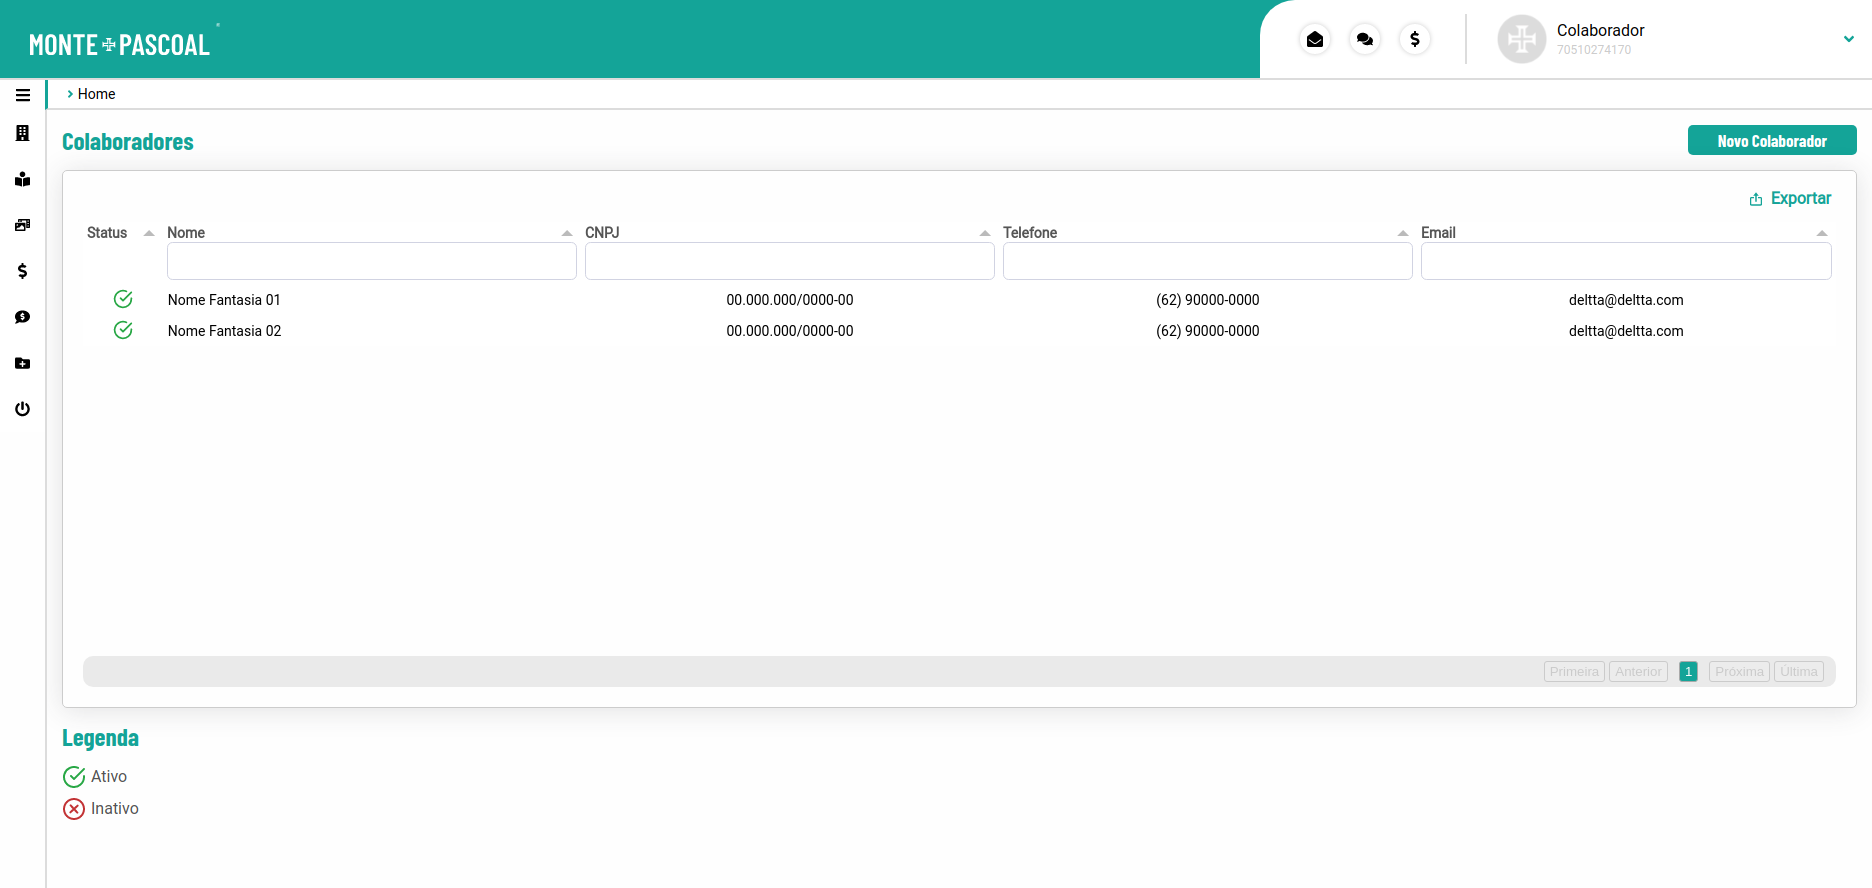 MONTE PASCOAL
Colaborador
70510274170
Home
Colaboradores
Novo Colaborador
Exportar
Status Nome CNPJ Telefone Email
Nome Fantasia 01 00.000.000/0000-00 (62) 90000-0000 deltta@deltta.com
Nome Fantasia 02 00.000.000/0000-00 (62) 90000-0000 deltta@deltta.com
Primeira Anterior 1 Próxima Última
Legenda
Ativo
Inativo